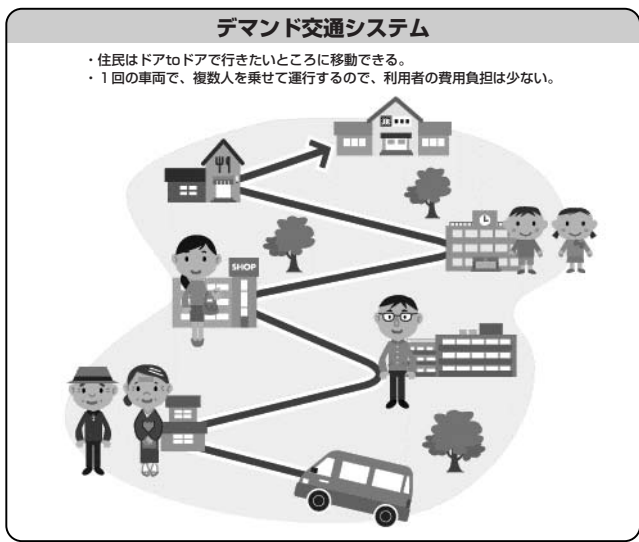 デマンド交通システム
・住民はドアtoドアで行きたいところに移動できる。
・１回の車両で、複数人を乗せて運行するので、利用者の費用負担は少ない。
JR
SHOP